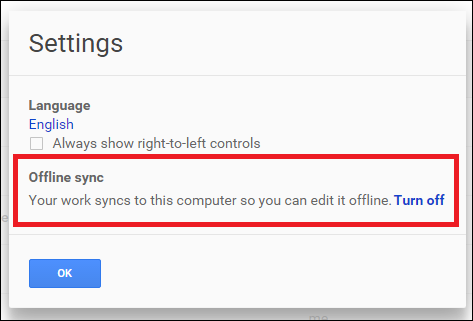 Settings
Language
English
Always show right-to-left controls
Offline sync
Your work syncs to this computer so you can edit it offline. Turn off
OK